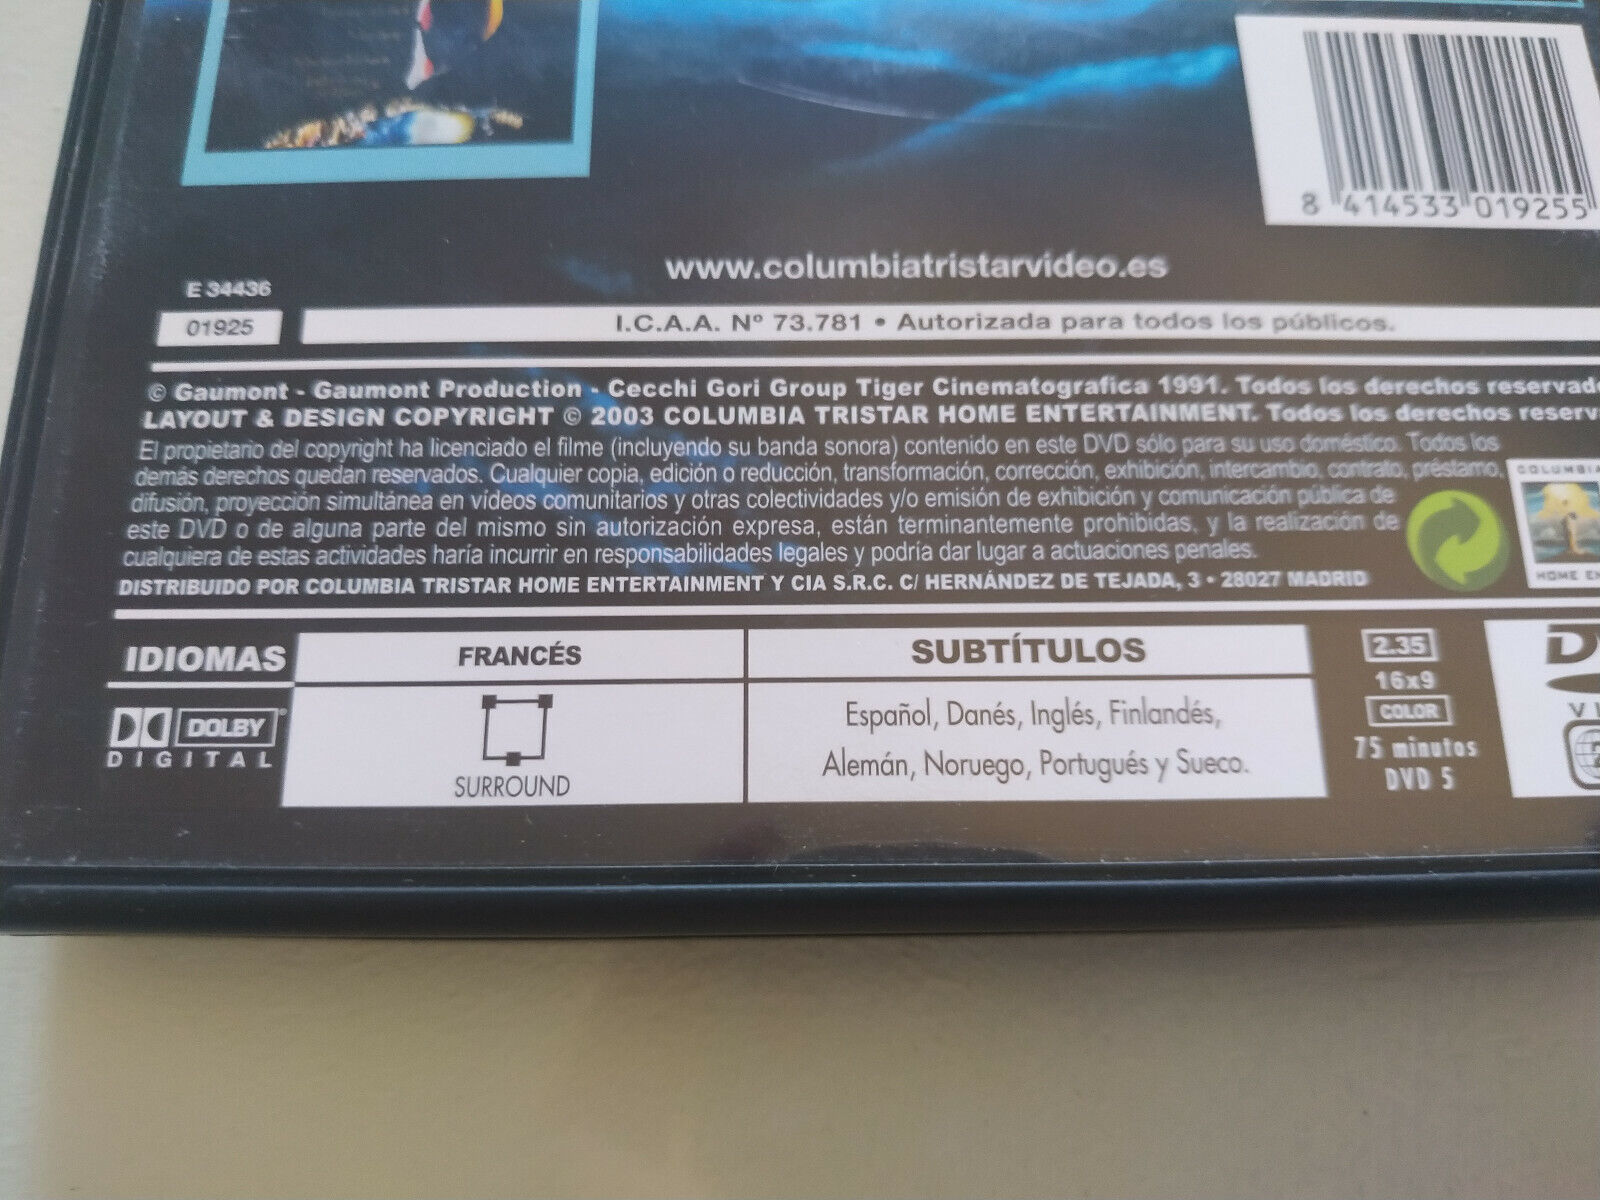 8 414533 019255
www.columbiatristarvideo.es
E 34436
01925
I.C.A.A. Nº 73.781 • Autorizada para todos los públicos.
© Gaumont - Gaumont Production - Cecchi Gori Group Tiger Cinematografica 1991. Todos los derechos reservad
LAYOUT & DESIGN COPYRIGHT © 2003 COLUMBIA TRISTAR HOME ENTERTAINMENT. Todos los derechos reserv
El propietario del copyright ha licenciado el filme (incluyendo su banda sonora) contenido en este DVD sólo para su uso doméstico. Todos los
demás derechos quedan reservados. Cualquier copia, edición o reducción, transformación, corrección, exhibición, intercambio, contrato, préstamo,
difusión, proyección simultánea en vídeos comunitarios y otras colectividades y/o emisión de exhibición y comunicación pública de
este DVD o de alguna parte del mismo sin autorización expresa, están terminantemente prohibidas, y la realización de
cualquiera de estas actividades haría incurrir en responsabilidades legales y podría dar lugar a actuaciones penales.
DISTRIBUIDO POR COLUMBIA TRISTAR HOME ENTERTAINMENT Y CIA S.R.C. C/ HERNÁNDEZ DE TEJADA, 3 • 28027 MADRID
COLUMBIA
HOME EN
IDIOMAS
FRANCÉS
SUBTÍTULOS
DOLBY
DIGITAL
SURROUND
Español, Danés, Inglés, Finlandés,
Alemán, Noruego, Portugués y Sueco.
2.35
16x9
COLOR
75 minutos
DVD 5